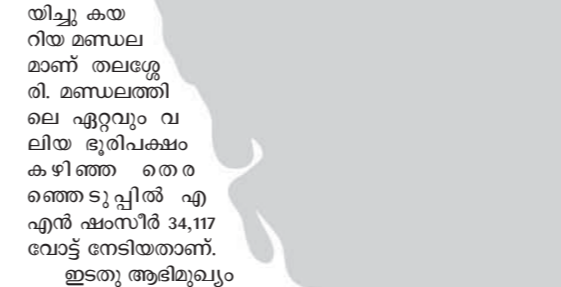 യിച്ചു കയ
റിയ മണ്ഡല
മാണ് തലശ്ശേ
രി. മണ്ഡലത്തി
ലെ ഏറ്റവും വ
ലിയ ഭൂരിപക്ഷം
കഴിഞ്ഞ തെര
ഞ്ഞെടുപ്പിൽ എ
എൻ ഷംസീർ 34,117
വോട്ട് നേടിയതാണ്.
ഇടതു ആഭിമുഖ്യം